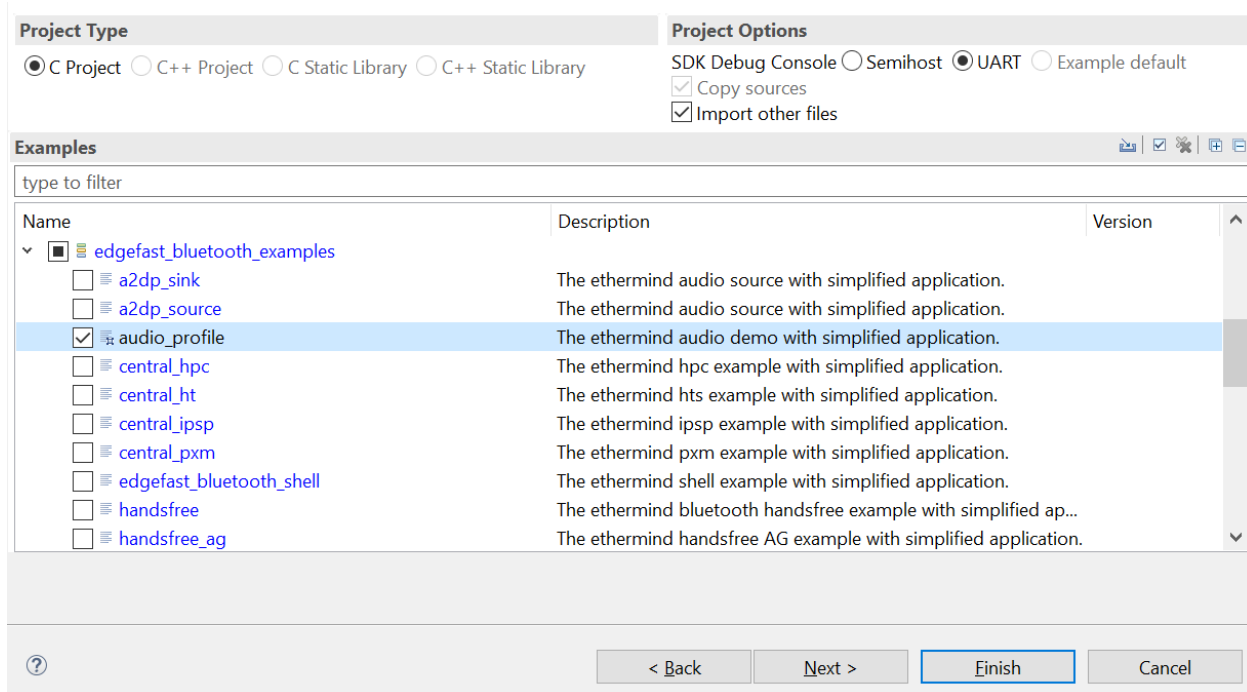 Project Type
Project Options
C Project C++ Project C Static Library C++ Static Library
SDK Debug Console Semihost UART Example default
Copy sources
Import other files
Examples
type to filter
Name Description Version
edgefast_bluetooth_examples
a2dp_sink The ethermind audio source with simplified application.
a2dp_source The ethermind audio source with simplified application.
audio_profile The ethermind audio demo with simplified application.
central_hpc The ethermind hpc example with simplified application.
central_ht The ethermind hts example with simplified application.
central_ipsp The ethermind ipsp example with simplified application.
central_pxm The ethermind pxm example with simplified application.
edgefast_bluetooth_shell The ethermind shell example with simplified application.
handsfree The ethermind bluetooth handsfree example with simplified ap...
handsfree_ag The ethermind handsfree AG example with simplified application.
? < Back Next > Finish Cancel